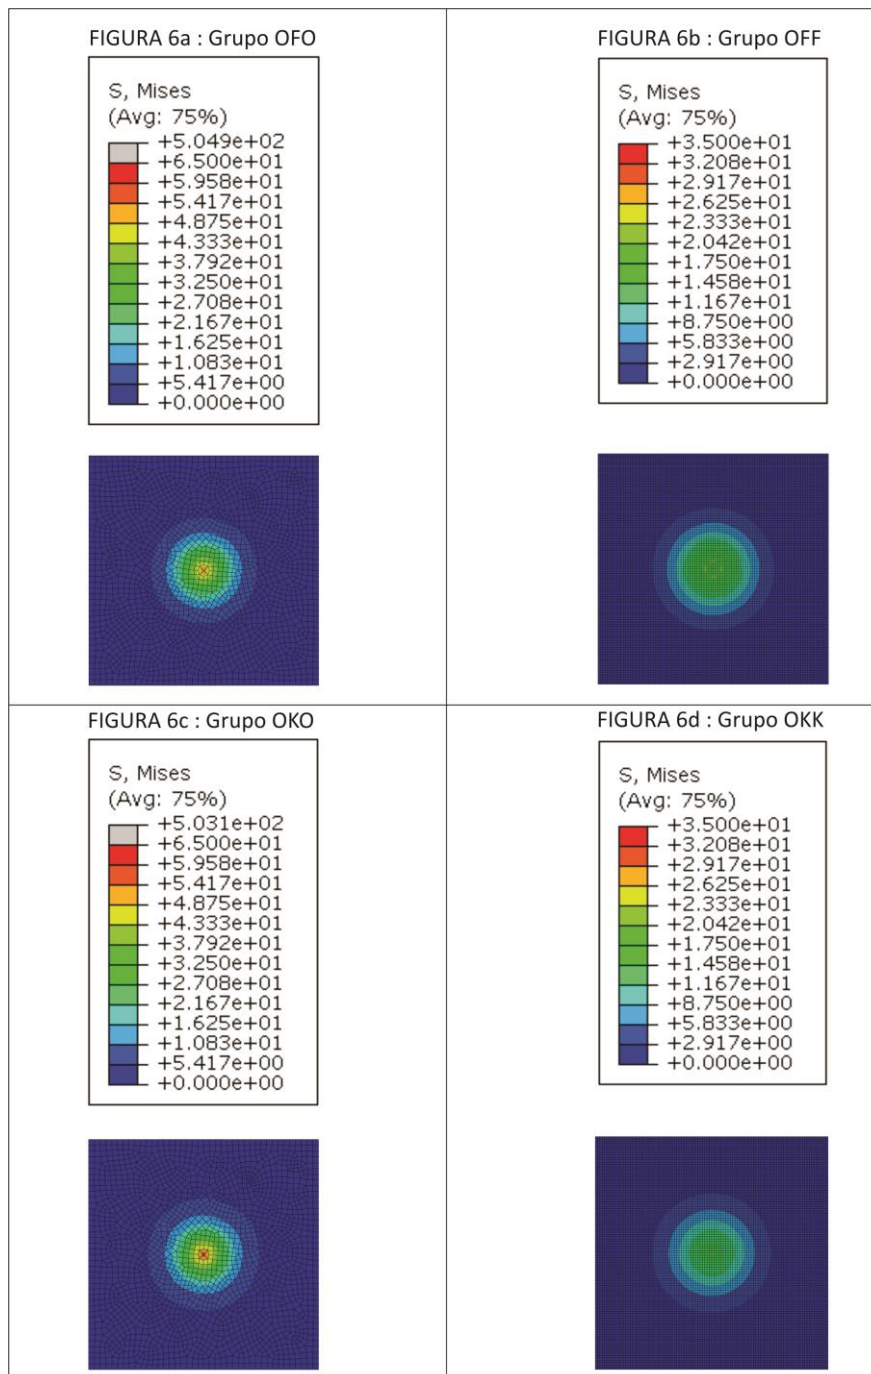 FIGURA 6a : Grupo OFO
S, Mises
(Avg: 75%)
+5.049e+02
+6.500e+01
+5.958e+01
+5.417e+01
+4.875e+01
+4.333e+01
+3.792e+01
+3.250e+01
+2.708e+01
+2.167e+01
+1.625e+01
+1.083e+01
+5.417e+00
+0.000e+00
FIGURA 6b : Grupo OFF
S, Mises
(Avg: 75%)
+3.500e+01
+3.208e+01
+2.917e+01
+2.625e+01
+2.333e+01
+2.042e+01
+1.750e+01
+1.458e+01
+1.167e+01
+8.750e+00
+5.833e+00
+2.917e+00
+0.000e+00
FIGURA 6c : Grupo OKO
S, Mises
(Avg: 75%)
+5.031e+02
+6.500e+01
+5.958e+01
+5.417e+01
+4.875e+01
+4.333e+01
+3.792e+01
+3.250e+01
+2.708e+01
+2.167e+01
+1.625e+01
+1.083e+01
+5.417e+00
+0.000e+00
FIGURA 6d : Grupo OKK
S, Mises
(Avg: 75%)
+3.500e+01
+3.208e+01
+2.917e+01
+2.625e+01
+2.333e+01
+2.042e+01
+1.750e+01
+1.458e+01
+1.167e+01
+8.750e+00
+5.833e+00
+2.917e+00
+0.000e+00